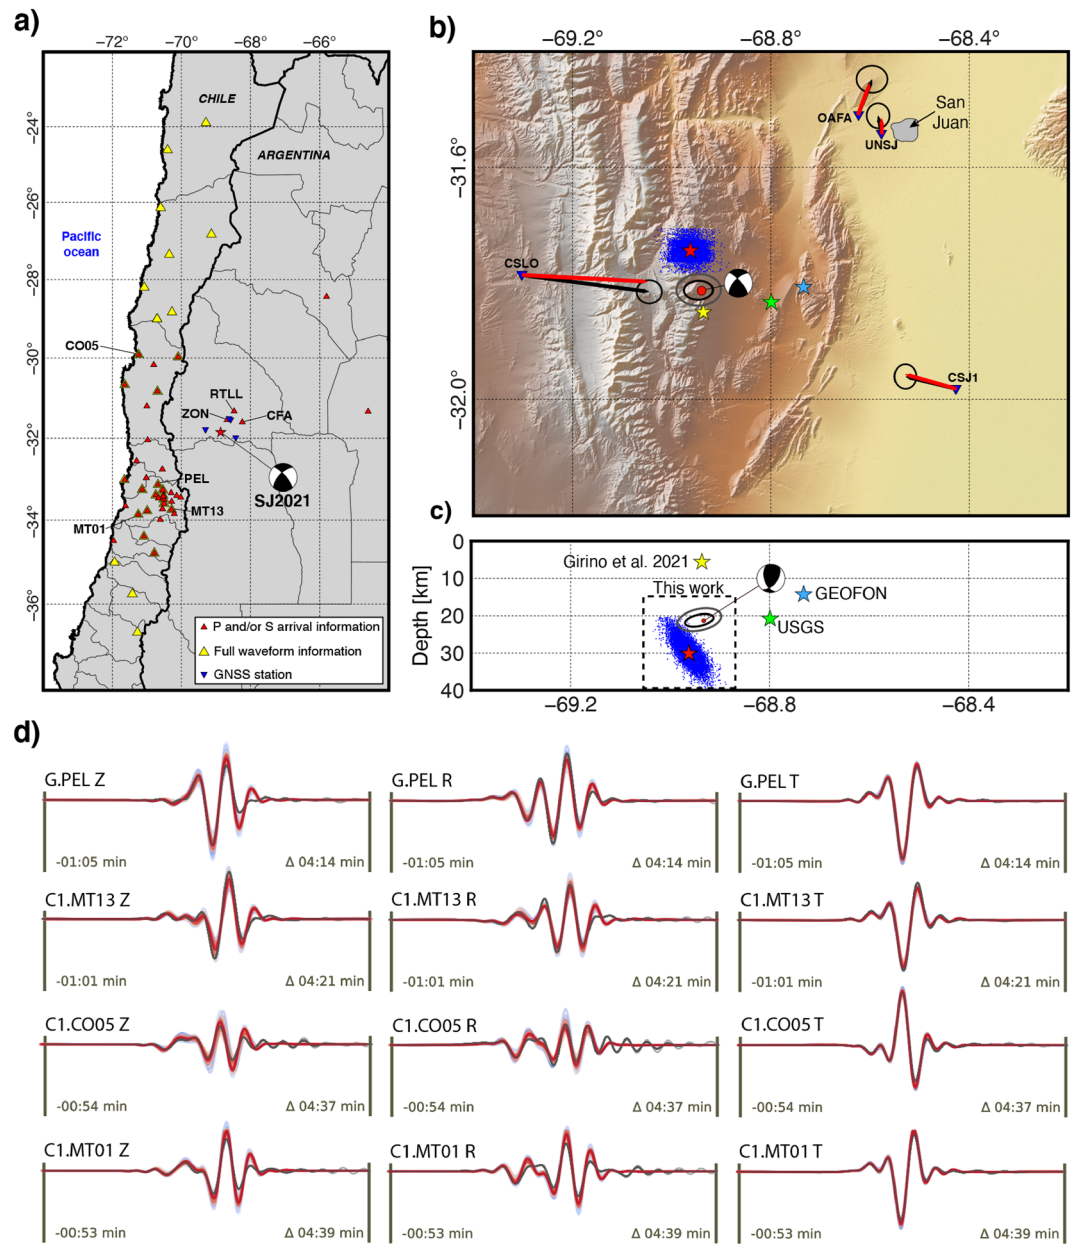 a)
−72° −70° −68° −66°
−24°
−26°
−28°
−30°
−32°
−34°
−36°
CHILE
ARGENTINA
Pacific
ocean
CO05
RTLL
ZON
CFA
PEL
SJ2021
MT13
MT01
P and/or S arrival information
Full waveform information
GNSS station
b)
−69.2° −68.8° −68.4°
−31.6°
−32.0°
OAFA
UNSJ
San
Juan
CSLO
CSJ1
c)
Depth [km]
0
10
20
30
40
Girino et al. 2021
This work
GEOFON
USGS
−69.2° −68.8° −68.4°
d)
G.PEL Z
-01:05 min Δ 04:14 min
G.PEL R
-01:05 min Δ 04:14 min
G.PEL T
-01:05 min Δ 04:14 min
C1.MT13 Z
-01:01 min Δ 04:21 min
C1.MT13 R
-01:01 min Δ 04:21 min
C1.MT13 T
-01:01 min Δ 04:21 min
C1.CO05 Z
-00:54 min Δ 04:37 min
C1.CO05 R
-00:54 min Δ 04:37 min
C1.CO05 T
-00:54 min Δ 04:37 min
C1.MT01 Z
-00:53 min Δ 04:39 min
C1.MT01 R
-00:53 min Δ 04:39 min
C1.MT01 T
-00:53 min Δ 04:39 min